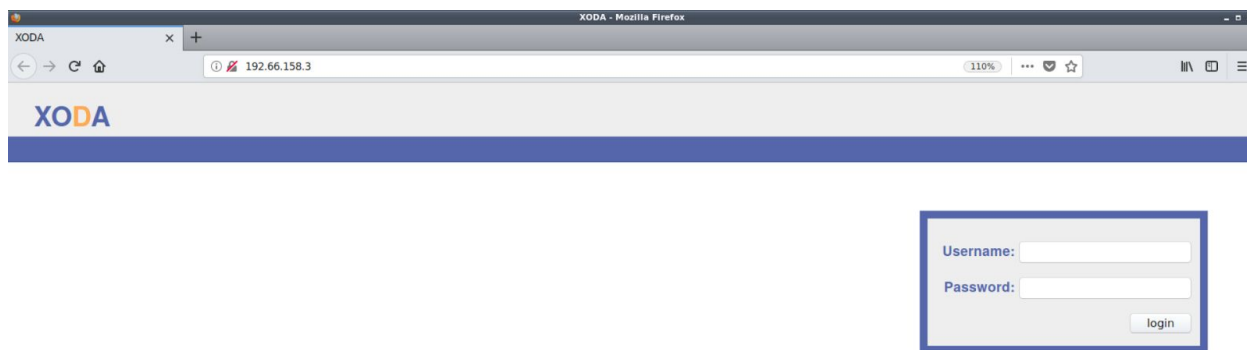 XODA - Mozilla Firefox
XODA
192.66.158.3
110%
XODA
Username:
Password:
login